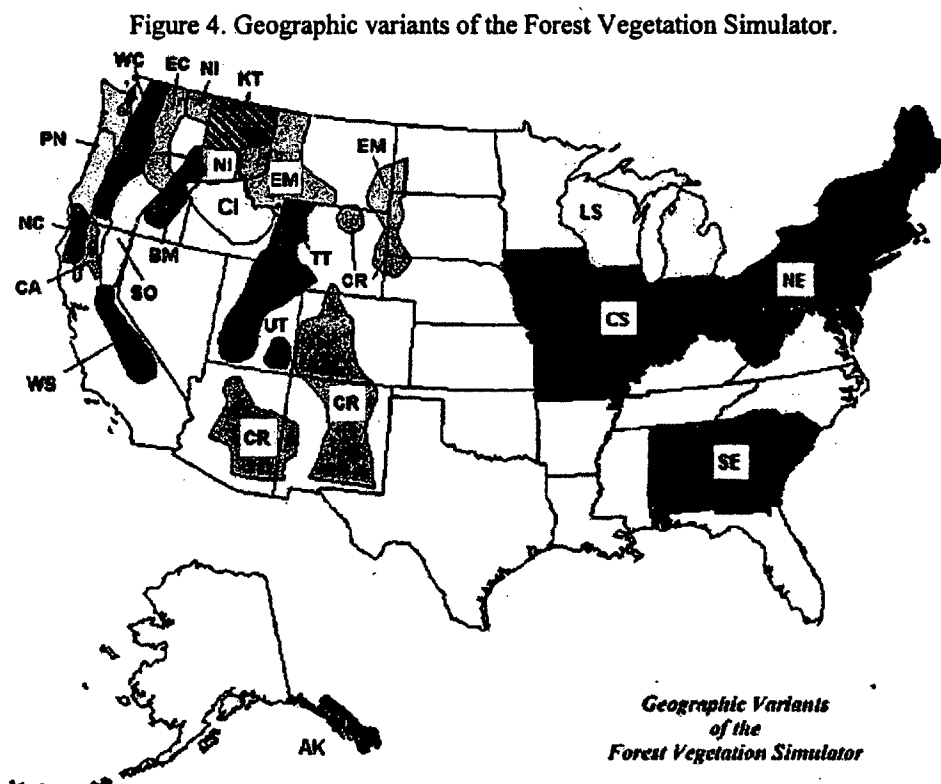 Figure 4. Geographic variants of the Forest Vegetation Simulator.
WC EC NI KT
PN
EM
NI
EM
LS
CI
NC
BM
TT
CR
NE
CA
SO
CS
UT
WS
CR
CR
SE
AK
Geographic Variants
of the
Forest Vegetation Simulator